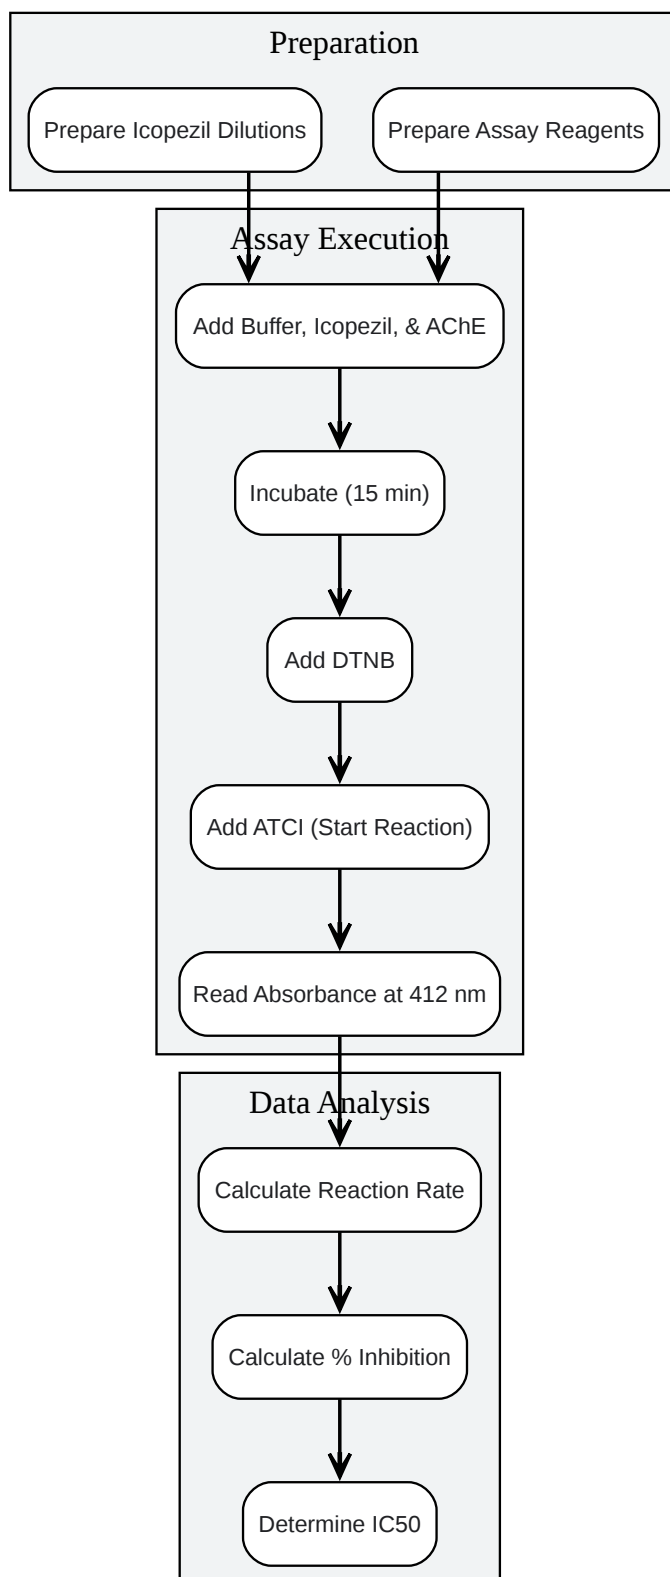 Preparation
Prepare Icopezil Dilutions
Prepare Assay Reagents
Assay Execution
Add Buffer, Icopezil, & AChE
Incubate (15 min)
Add DTNB
Add ATCI (Start Reaction)
Read Absorbance at 412 nm
Data Analysis
Calculate Reaction Rate
Calculate % Inhibition
Determine IC50